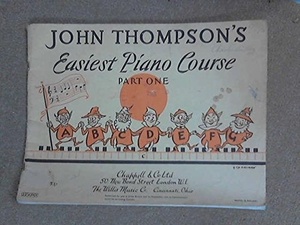 JOHN THOMPSON'S
Easiest Piano Course
PART ONE
A B C D E F G
Chappell & Co Ltd
50, New Bond Street London W.1.
The Willis Music Co. Cincinnati, Ohio